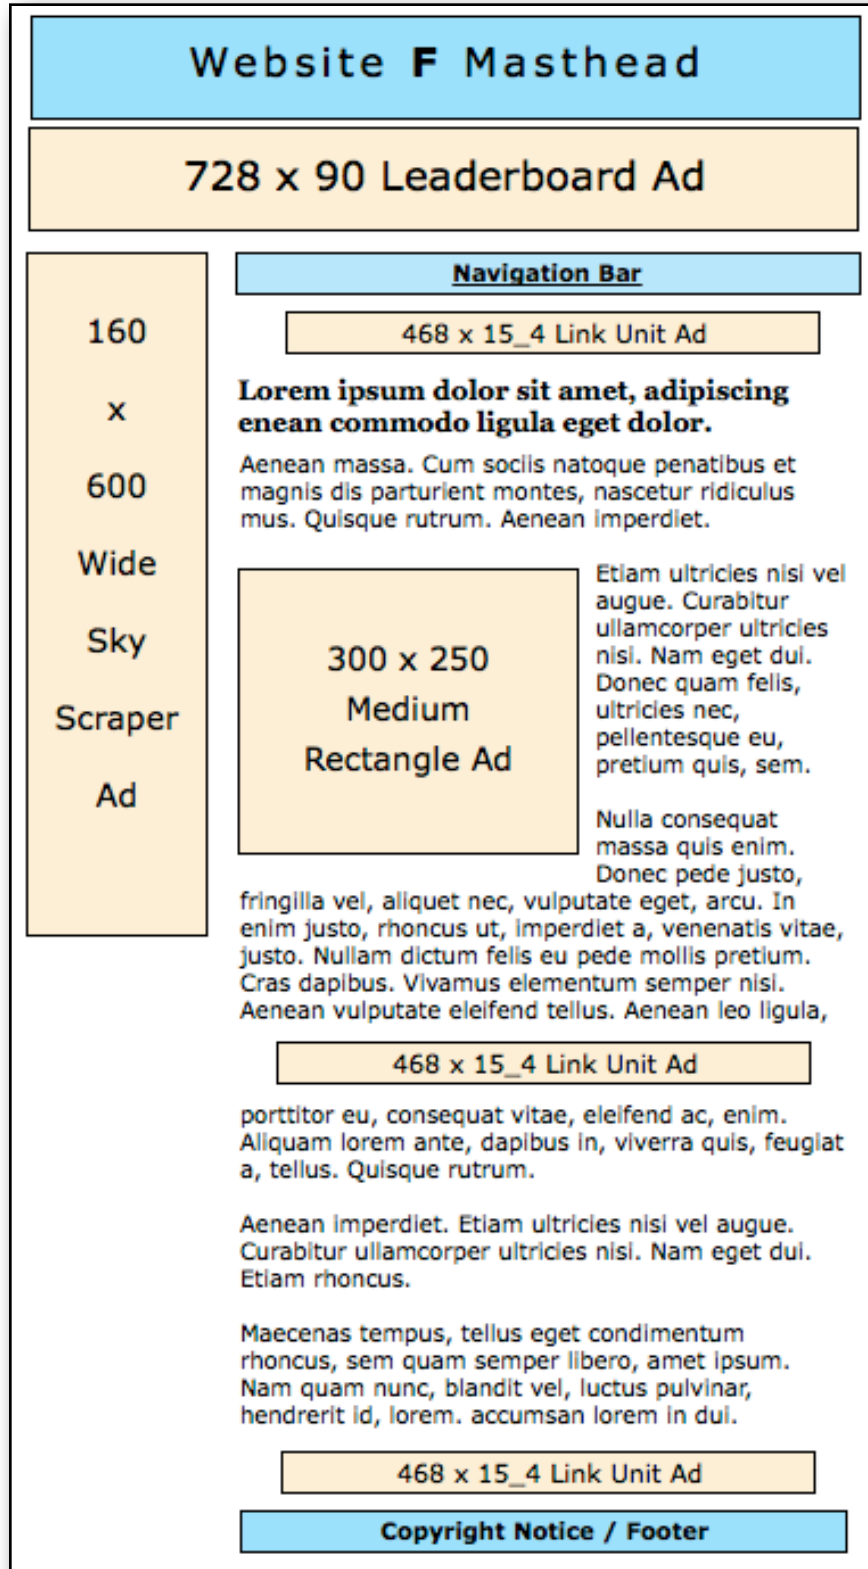 Website F Masthead
728 x 90 Leaderboard Ad
160
x
600
Wide
Sky
Scraper
Ad
Navigation Bar
468 x 15_4 Link Unit Ad
Lorem ipsum dolor sit amet, adipiscing
enean commodo ligula eget dolor.
Aenean massa. Cum sociis natoque penatibus et
magnis dis parturient montes, nascetur ridiculus
mus. Quisque rutrum. Aenean imperdiet.
300 x 250
Medium
Rectangle Ad
Etiam ultricies nisi vel
augue. Curabitur
ullamcorper ultricies
nisi. Nam eget dui.
Donec quam felis,
ultricies nec,
pellentesque eu,
pretium quis, sem.
Nulla consequat
massa quis enim.
Donec pede justo,
fringilla vel, aliquet nec, vulputate eget, arcu. In
enim justo, rhoncus ut, imperdiet a, venenatis vitae,
justo. Nullam dictum felis eu pede mollis pretium.
Cras dapibus. Vivamus elementum semper nisi.
Aenean vulputate eleifend tellus. Aenean leo ligula,
468 x 15_4 Link Unit Ad
porttitor eu, consequat vitae, eleifend ac, enim.
Aliquam lorem ante, dapibus in, viverra quis, feugiat
a, tellus. Quisque rutrum.
Aenean imperdiet. Etiam ultricies nisi vel augue.
Curabitur ullamcorper ultricies nisi. Nam eget dui.
Etiam rhoncus.
Maecenas tempus, tellus eget condimentum
rhoncus, sem quam semper libero, amet ipsum.
Nam quam nunc, blandit vel, luctus pulvinar,
hendrerit id, lorem. accumsan lorem in dui.
468 x 15_4 Link Unit Ad
Copyright Notice / Footer